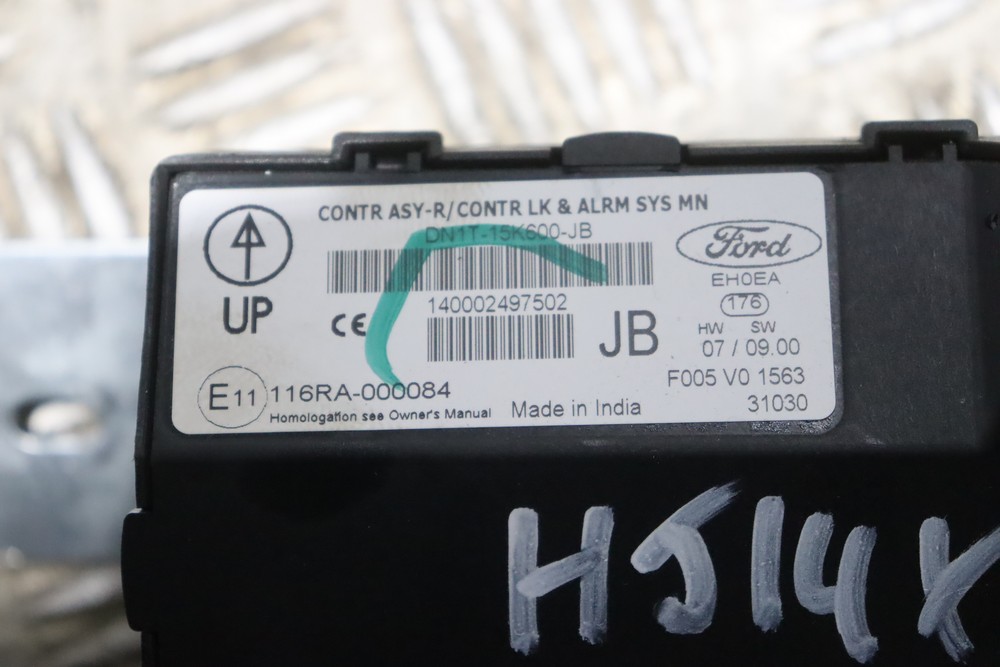 CONTR ASY-R/CONTR LK & ALRM SYS MN
DN1T-15K600-JB
Ford
EH0EA
176
UP
CE
140002497502
JB
HW SW
07 / 09.00
F005 V0 1563
31030
E11 116RA-000084
Homologation see Owner's Manual
Made in India
HJ14